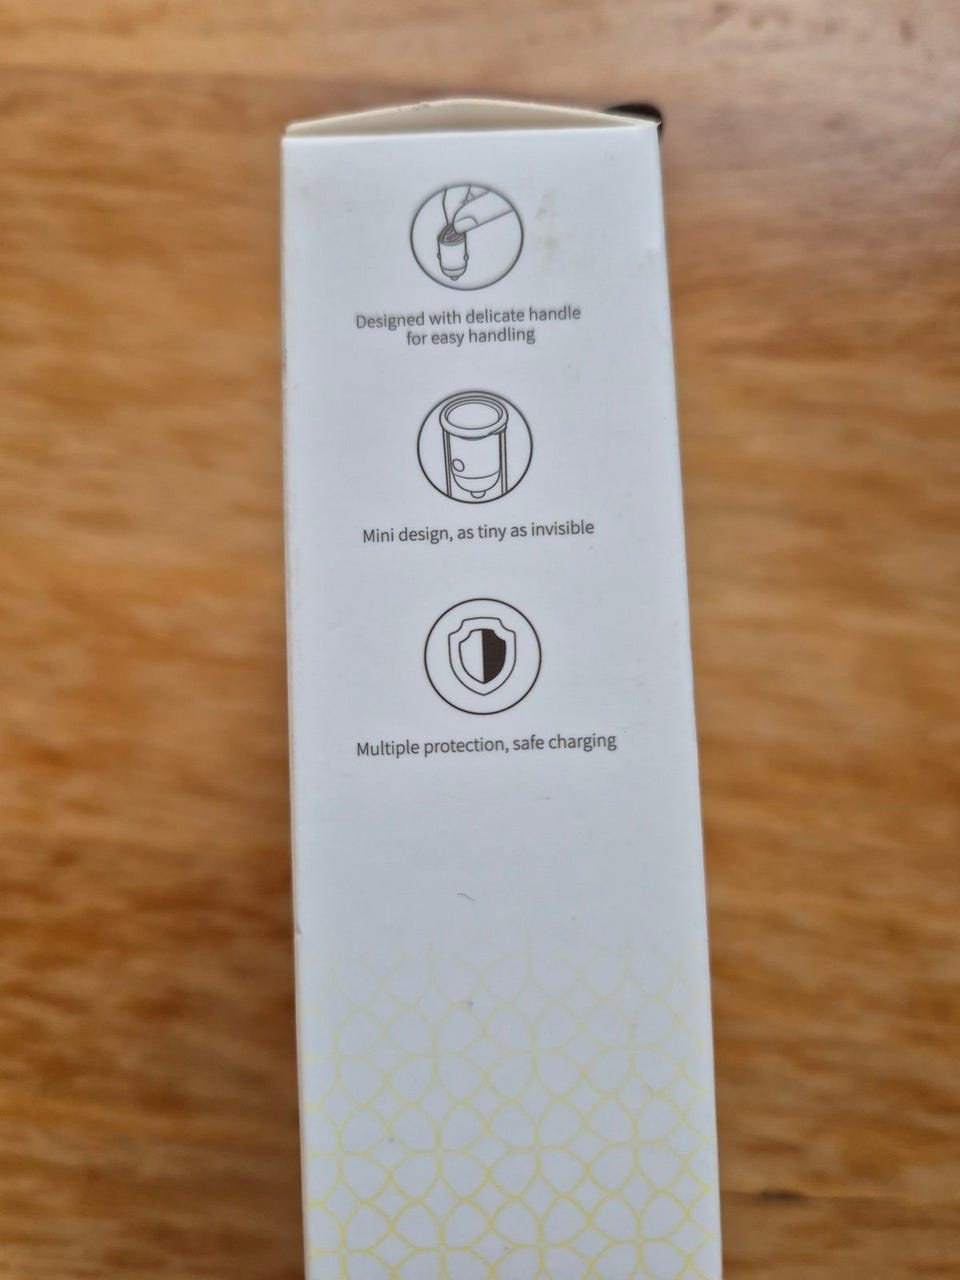 Designed with delicate handle
for easy handling
Mini design, as tiny as invisible
Multiple protection, safe charging